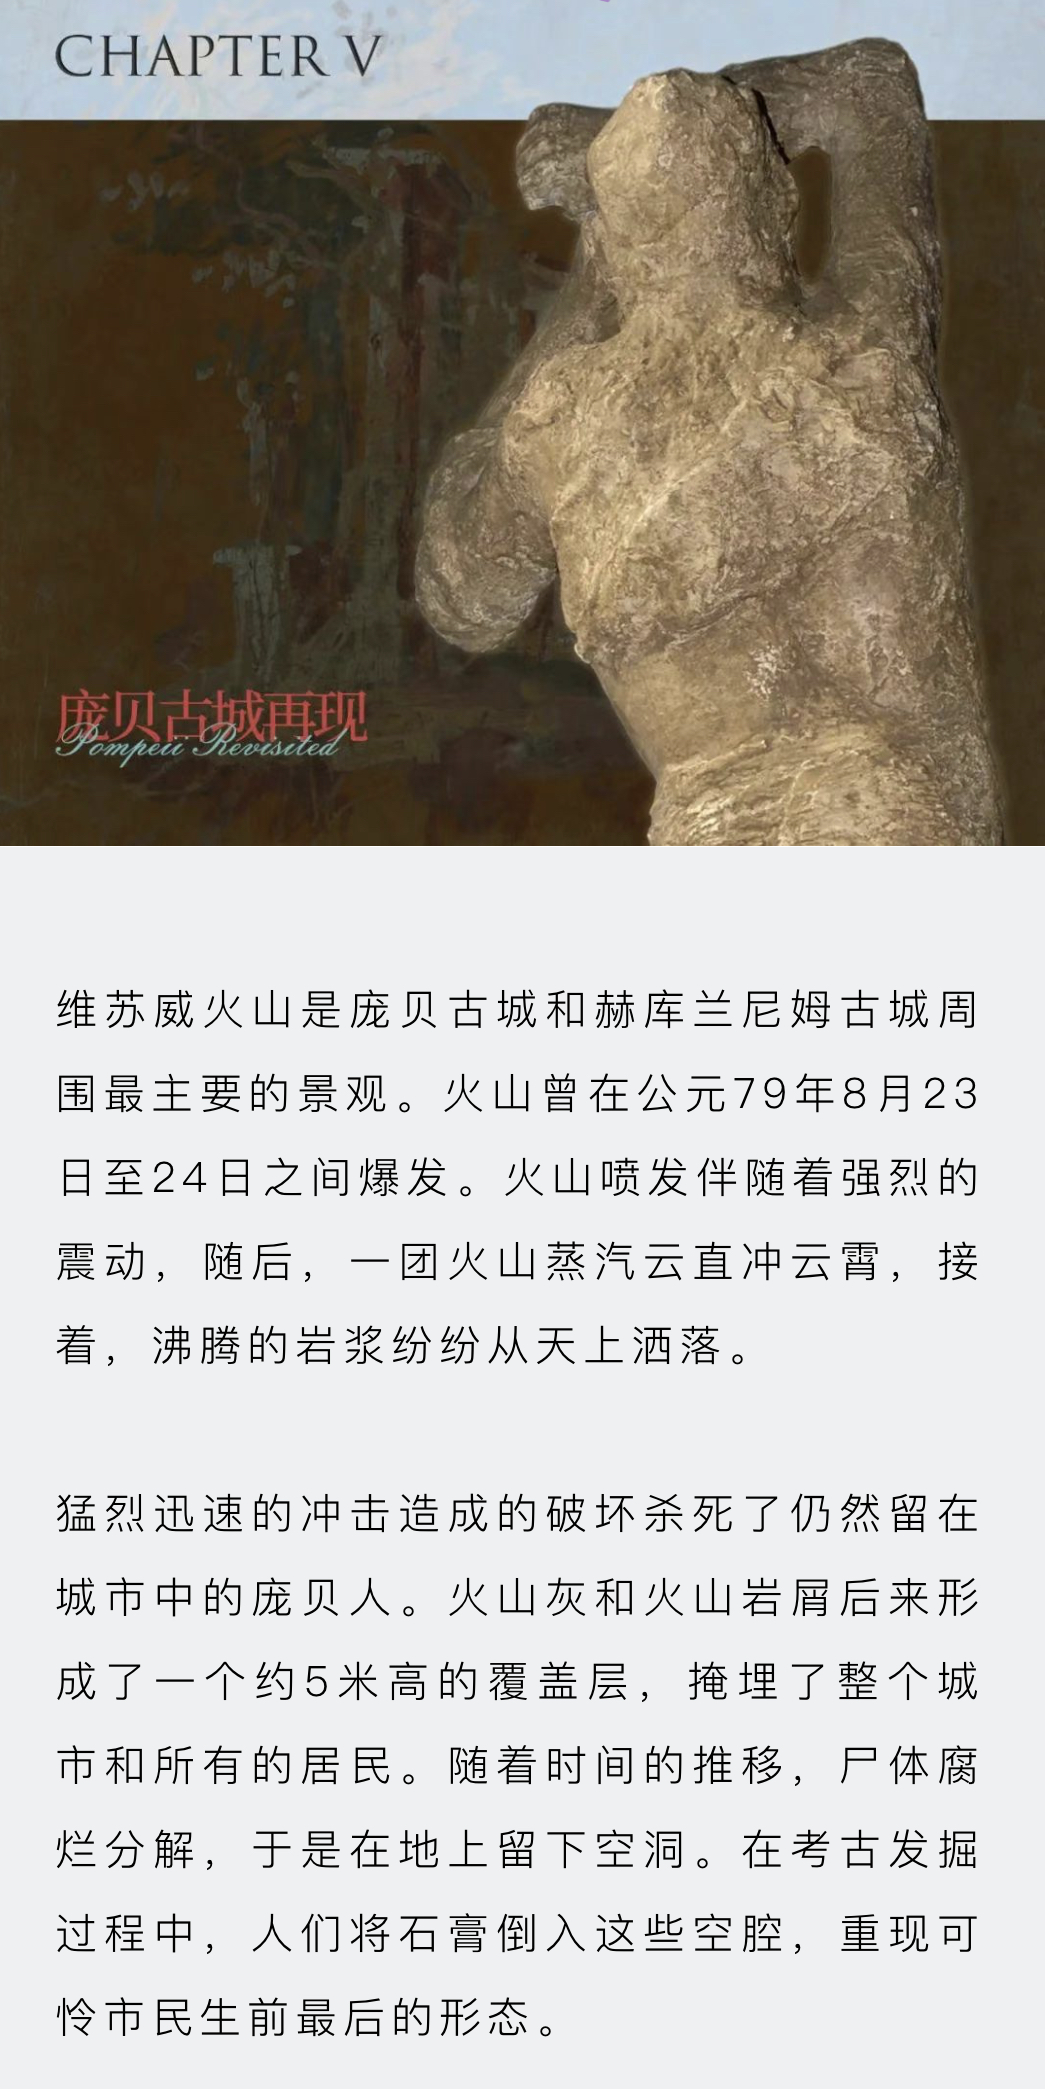 CHAPTER V
庞贝古城再现
Pompeii Revisited
维苏威火山是庞贝古城和赫库兰尼姆古城周
围最主要的景观。火山曾在公元79年8月23
日至24日之间爆发。火山喷发伴随着强烈的
震动，随后，一团火山蒸汽云直冲云霄，接
着，沸腾的岩浆纷纷从天上洒落。
猛烈迅速的冲击造成的破坏杀死了仍然留在
城市中的庞贝人。火山灰和火山岩屑后来形
成了一个约5米高的覆盖层，掩埋了整个城
市和所有的居民。随着时间的推移，尸体腐
烂分解，于是在地上留下空洞。在考古发掘
过程中，人们将石膏倒入这些空腔，重现可
怜市民生前最后的形态。